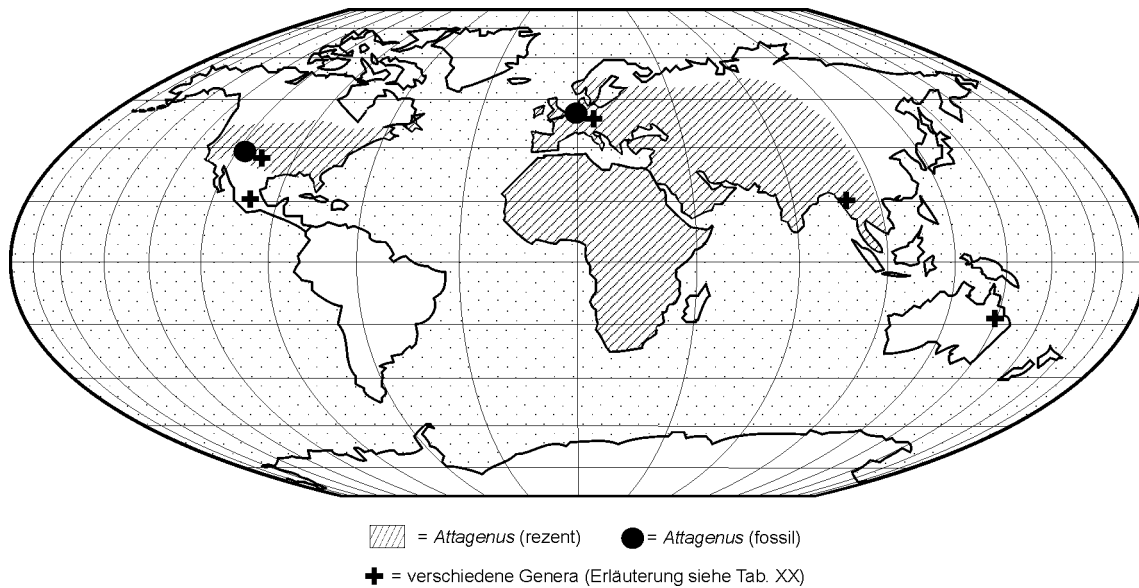 = Attagenus (rezent) = Attagenus (fossil)
= verschiedene Genera (Erläuterung siehe Tab. XX)